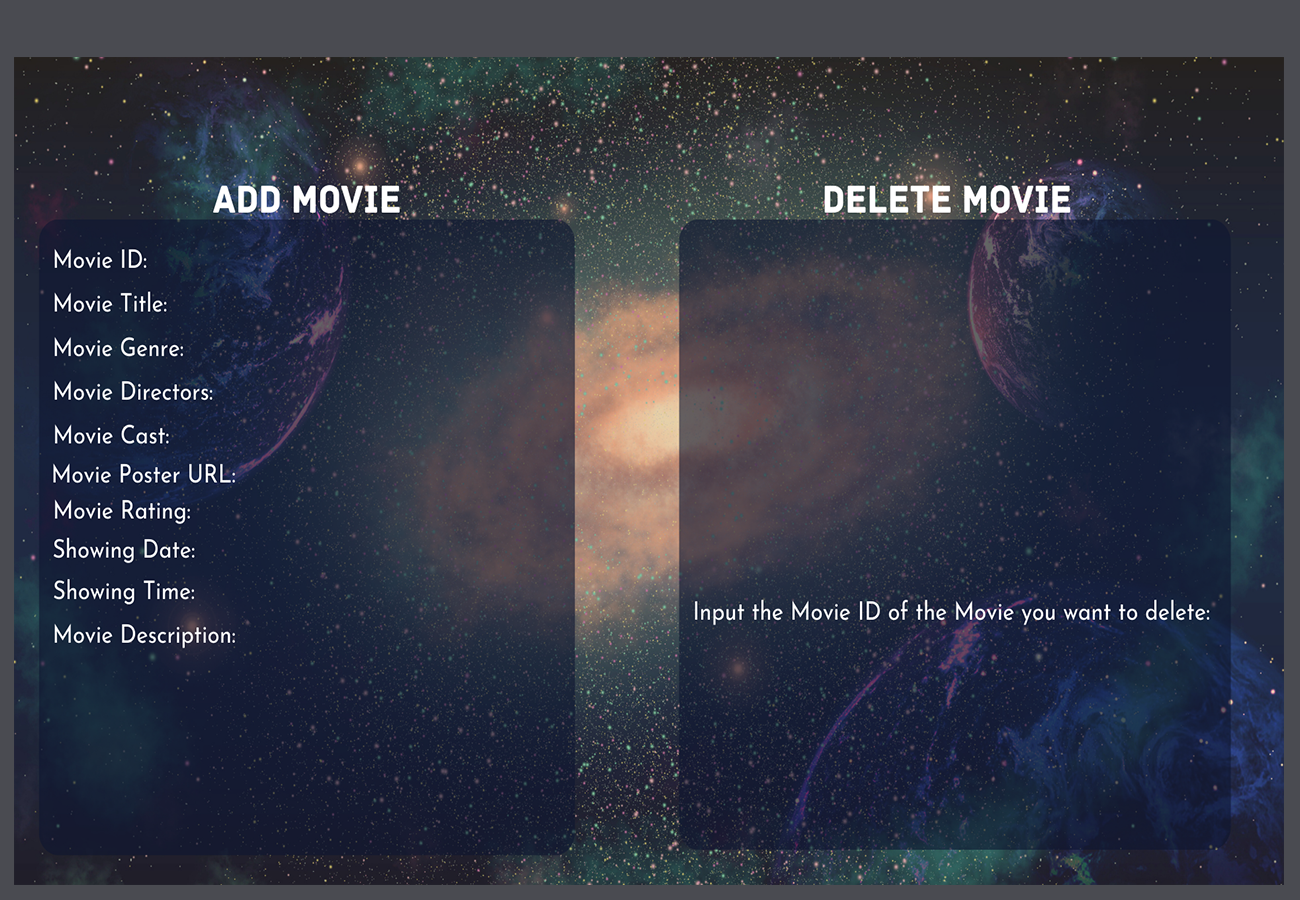 ADD MOVIE
Movie ID:
Movie Title:
Movie Genre:
Movie Directors:
Movie Cast:
Movie Poster URL:
Movie Rating:
Showing Date:
Showing Time:
Movie Description:
DELETE MOVIE
Input the Movie ID of the Movie you want to delete: